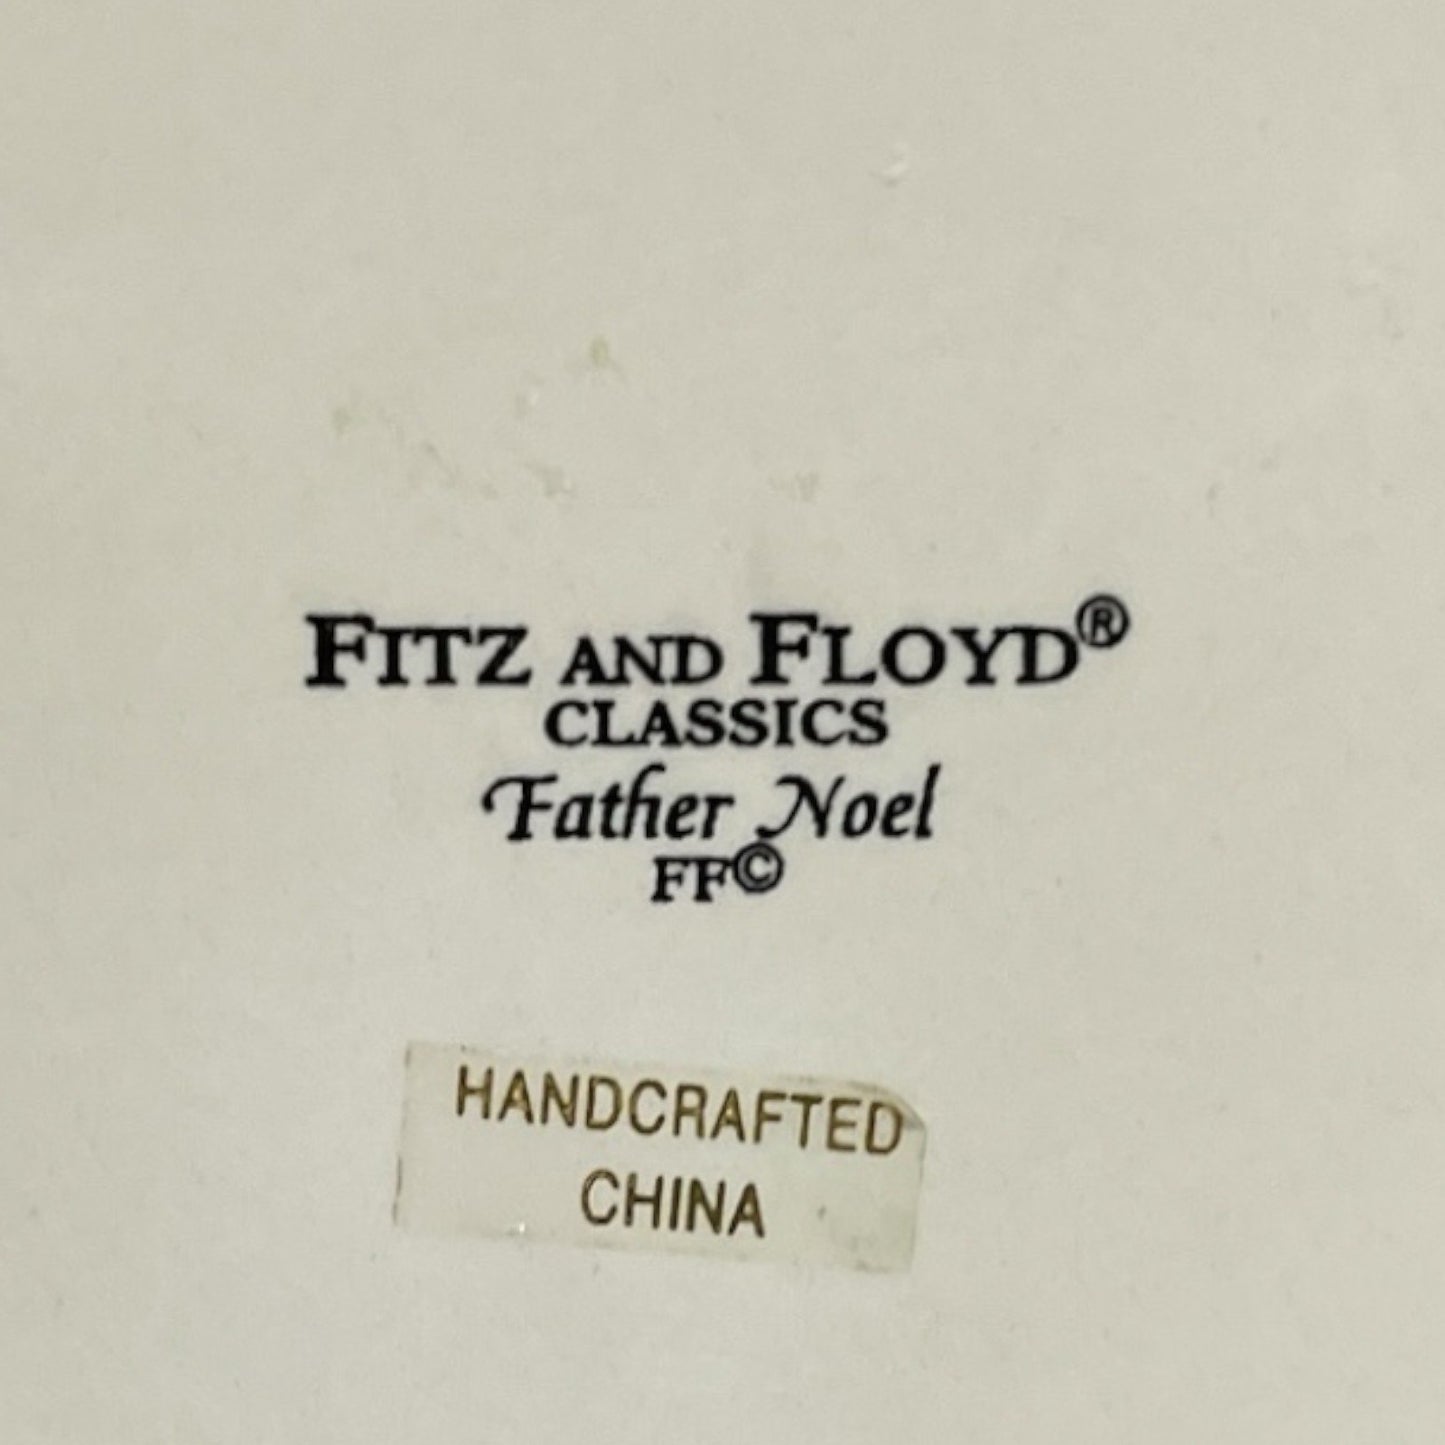 FITZ AND FLOYD®
CLASSICS
Father Noel
FF©
HANDCRAFTED
CHINA